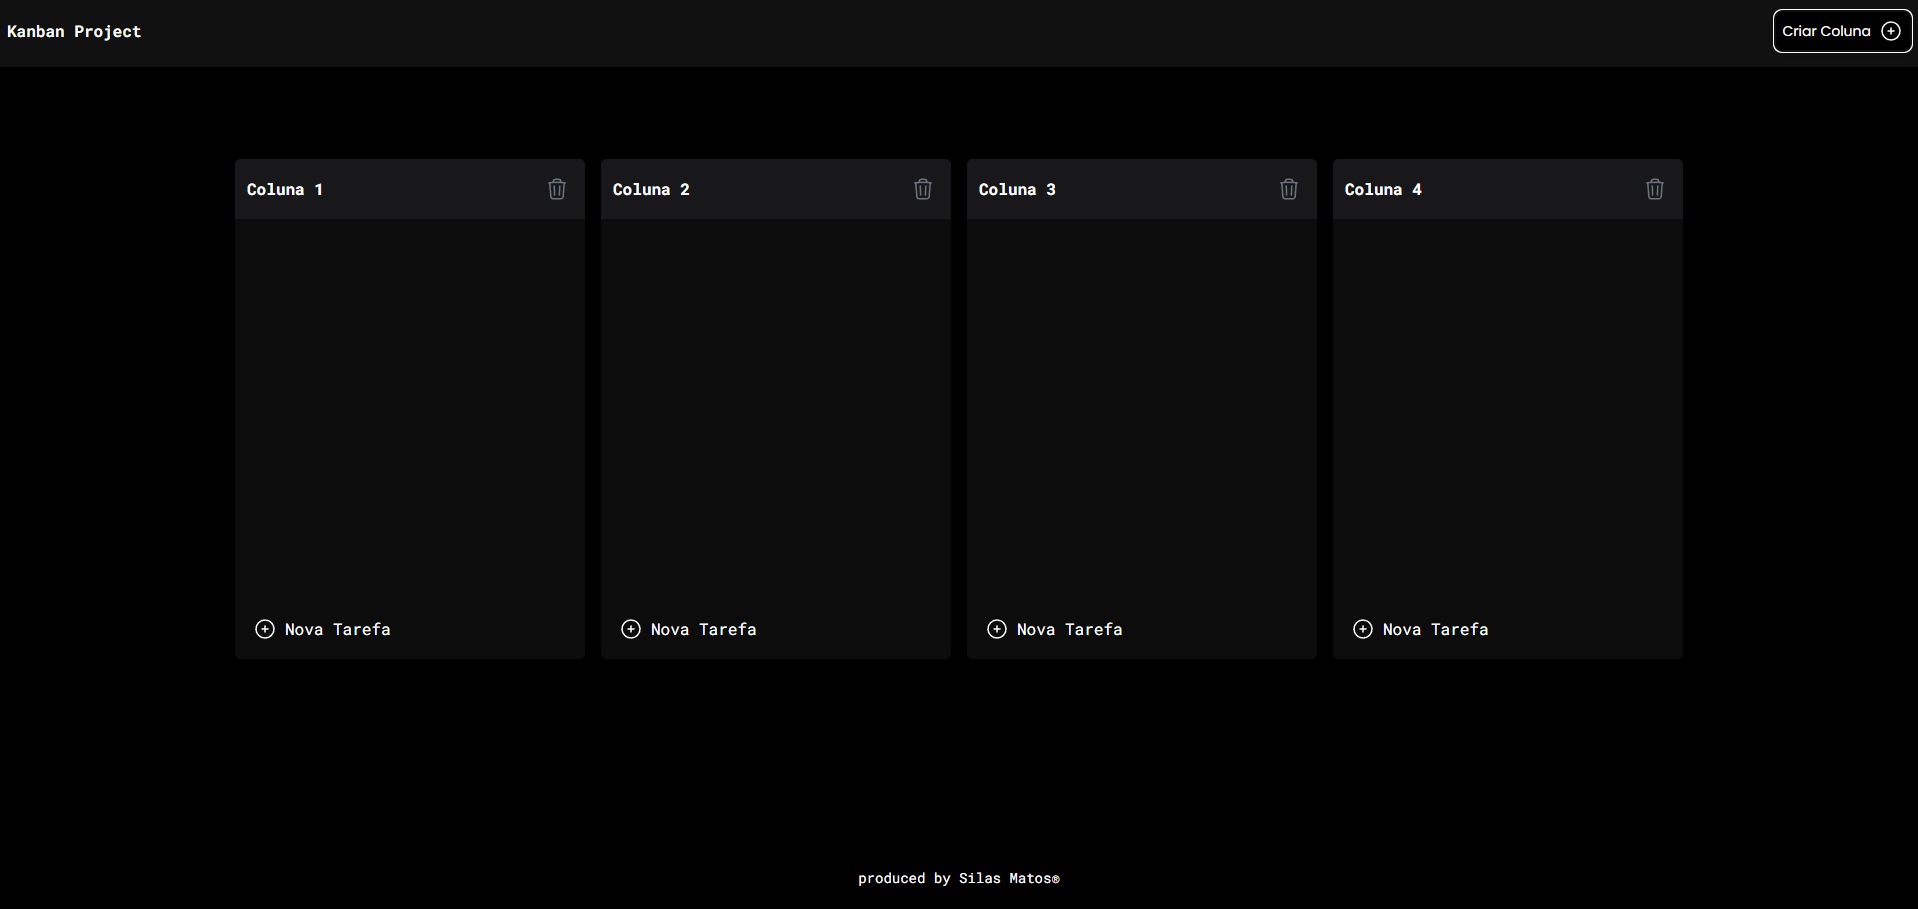 Kanban Project
Criar Coluna
Coluna 1
Coluna 2
Coluna 3
Coluna 4
Nova Tarefa
Nova Tarefa
Nova Tarefa
Nova Tarefa
produced by Silas Matos®